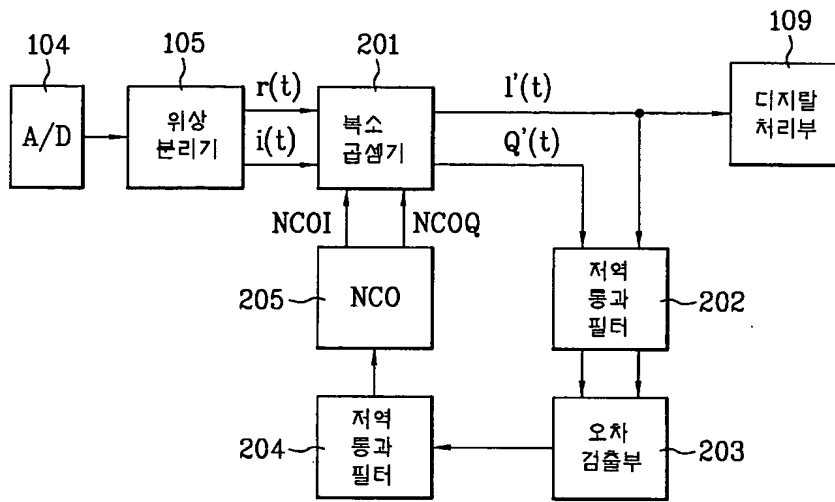 104
105
201
109
A/D
위상
분리기
r(t)
i(t)
복소
곱셈기
I'(t)
Q'(t)
디지탈
처리부
NCOI
NCOQ
205
NCO
저역
통과
필터
202
204
저역
통과
필터
오차
검출부
203